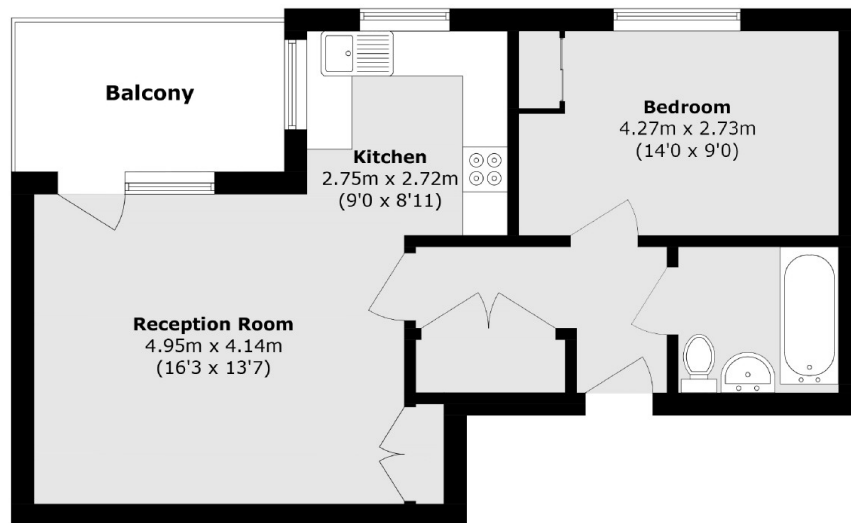 Balcony
Kitchen
2.75m x 2.72m
(9'0 x 8'11)
Bedroom
4.27m x 2.73m
(14'0 x 9'0)
Reception Room
4.95m x 4.14m
(16'3 x 13'7)